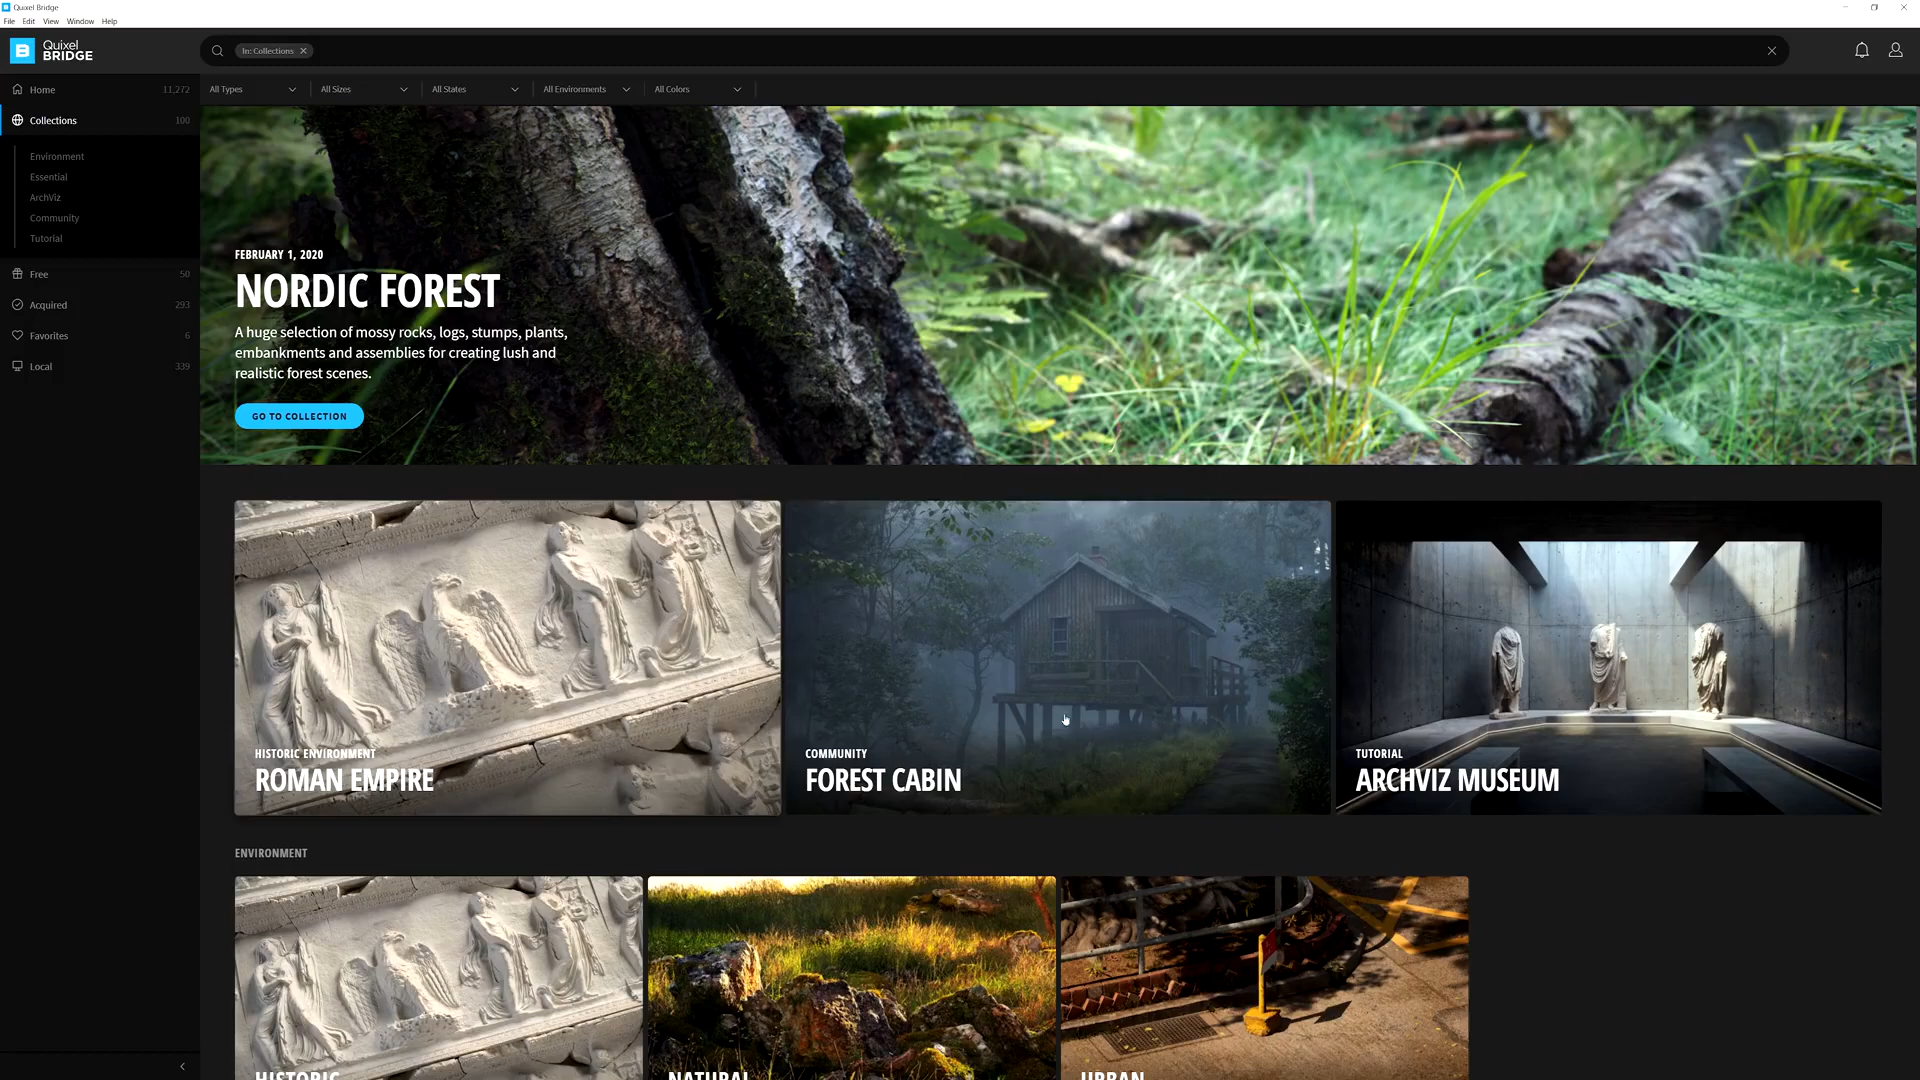 Quixel Bridge
File Edit View Window Help
Quixel
BRIDGE
In: Collections
Home 11,272
Collections 100
Environment
Essential
ArchViz
Community
Tutorial
Free 50
Acquired 293
Favorites 6
Local 339
All Types All Sizes All States All Environments All Colors
FEBRUARY 1, 2020
NORDIC FOREST
A huge selection of mossy rocks, logs, stumps, plants,
embankments and assemblies for creating lush and
realistic forest scenes.
GO TO COLLECTION
HISTORIC ENVIRONMENT
ROMAN EMPIRE
COMMUNITY
FOREST CABIN
TUTORIAL
ARCHVIZ MUSEUM
ENVIRONMENT
HISTORIC
NATURAL
URBAN